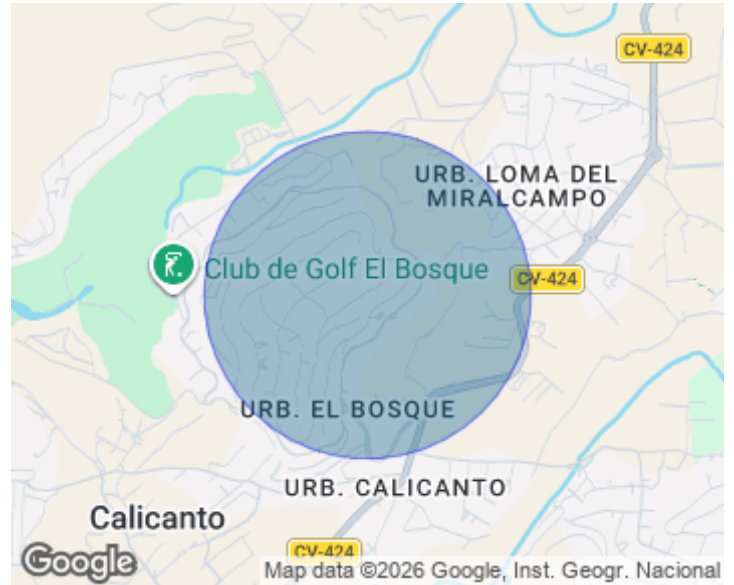 CV-424
URB. LOMA DEL
MIRALCAMPO
Club de Golf El Bosque
CV-424
URB. EL BOSQUE
URB. CALICANTO
Calicanto
CV-424
Google
Map data ©2026 Google, Inst. Geogr. Nacional